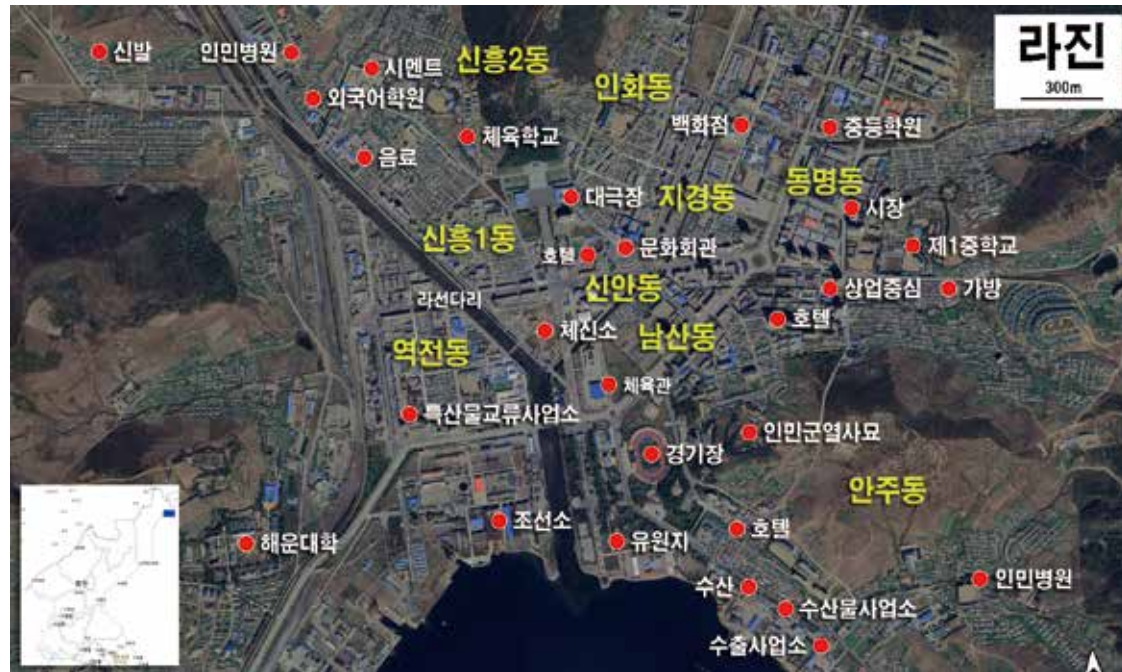 라진
300m
신발
인민병원
시멘트
신흥2동
외국어학원
인화동
체육학교
백화점
중등학원
음료
대극장
지경동
동명동
시장
신흥1동
호텔
문화회관
제1중학교
신안동
상업중심
가방
라선다리
체신소
남산동
호텔
역전동
체육관
특산물교류사업소
인민군열사묘
경기장
안주동
조선소
호텔
해운대학
유원지
인민병원
수산
수산물사업소
수출사업소